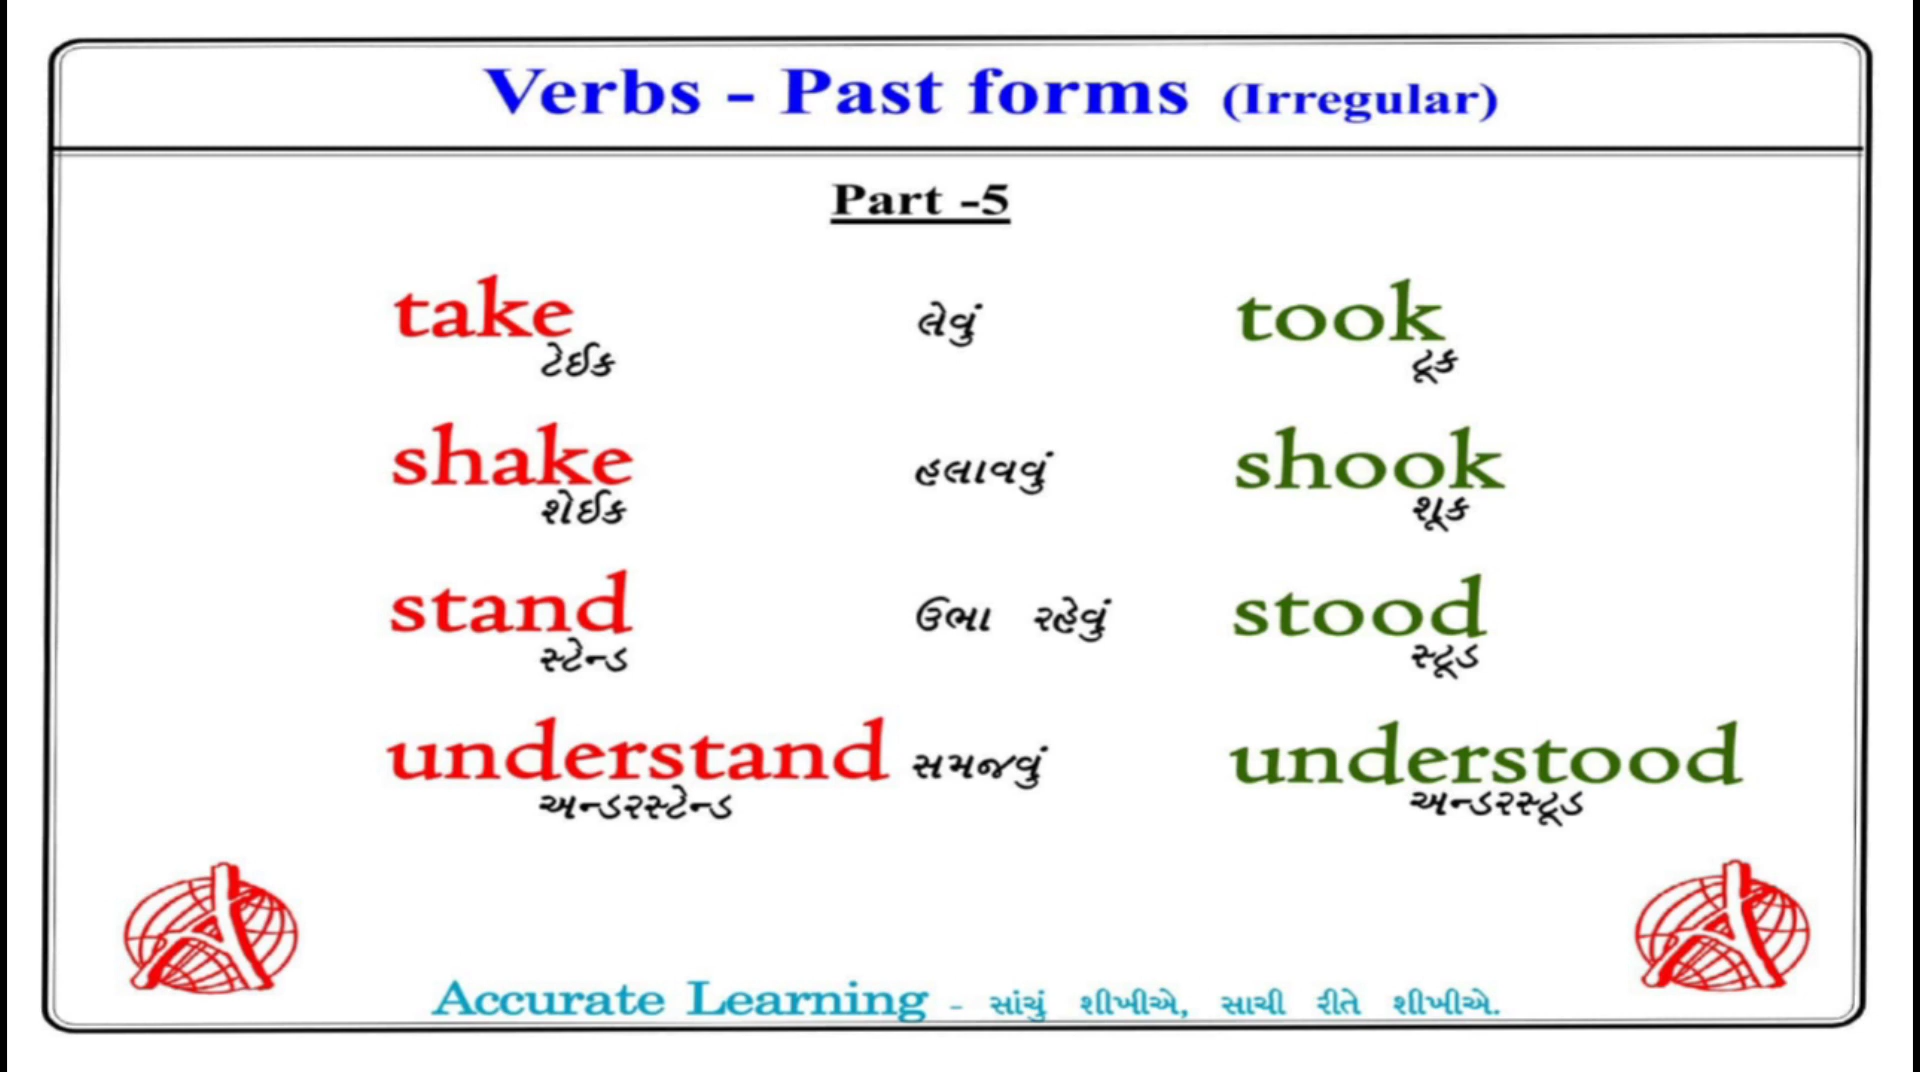 Verbs - Past forms (Irregular)
Part -5
take લેવું took
ટેઈક ટૂક
shake હલાવવું shook
શેઈક શૂક
stand ઉભા રહેવું stood
સ્ટેન્ડ સ્ટૂડ
understand સમજવું understood
અન્ડરસ્ટેન્ડ અન્ડરસ્ટૂડ
Accurate Learning - સાંચું શીખીએ, સાચી રીતે શીખીએ.